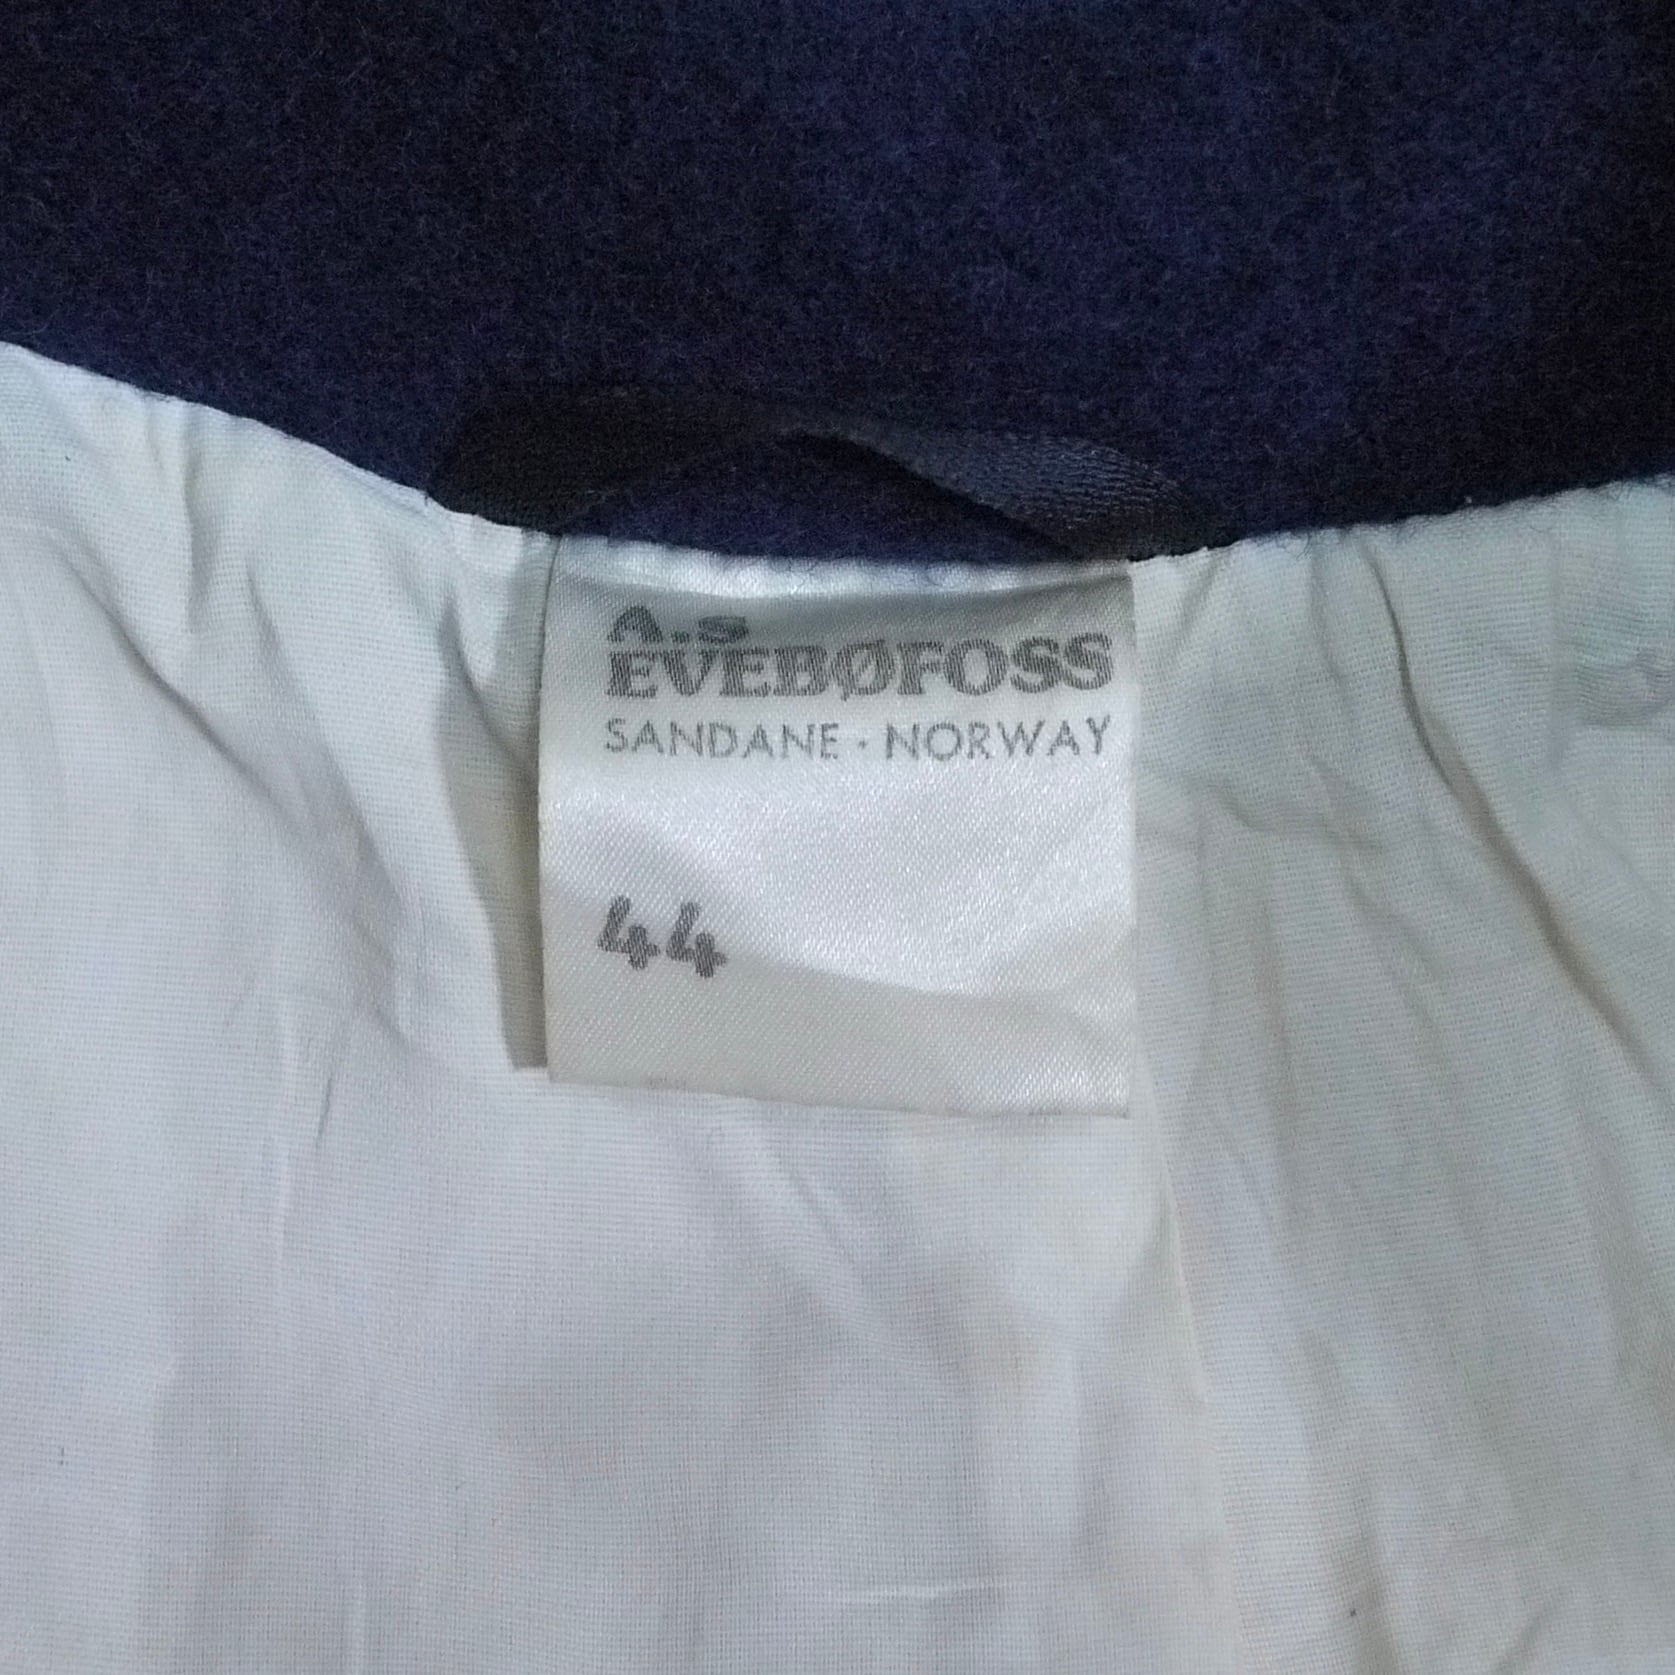 A.S
EVEBØFOSS
SANDANE · NORWAY
44